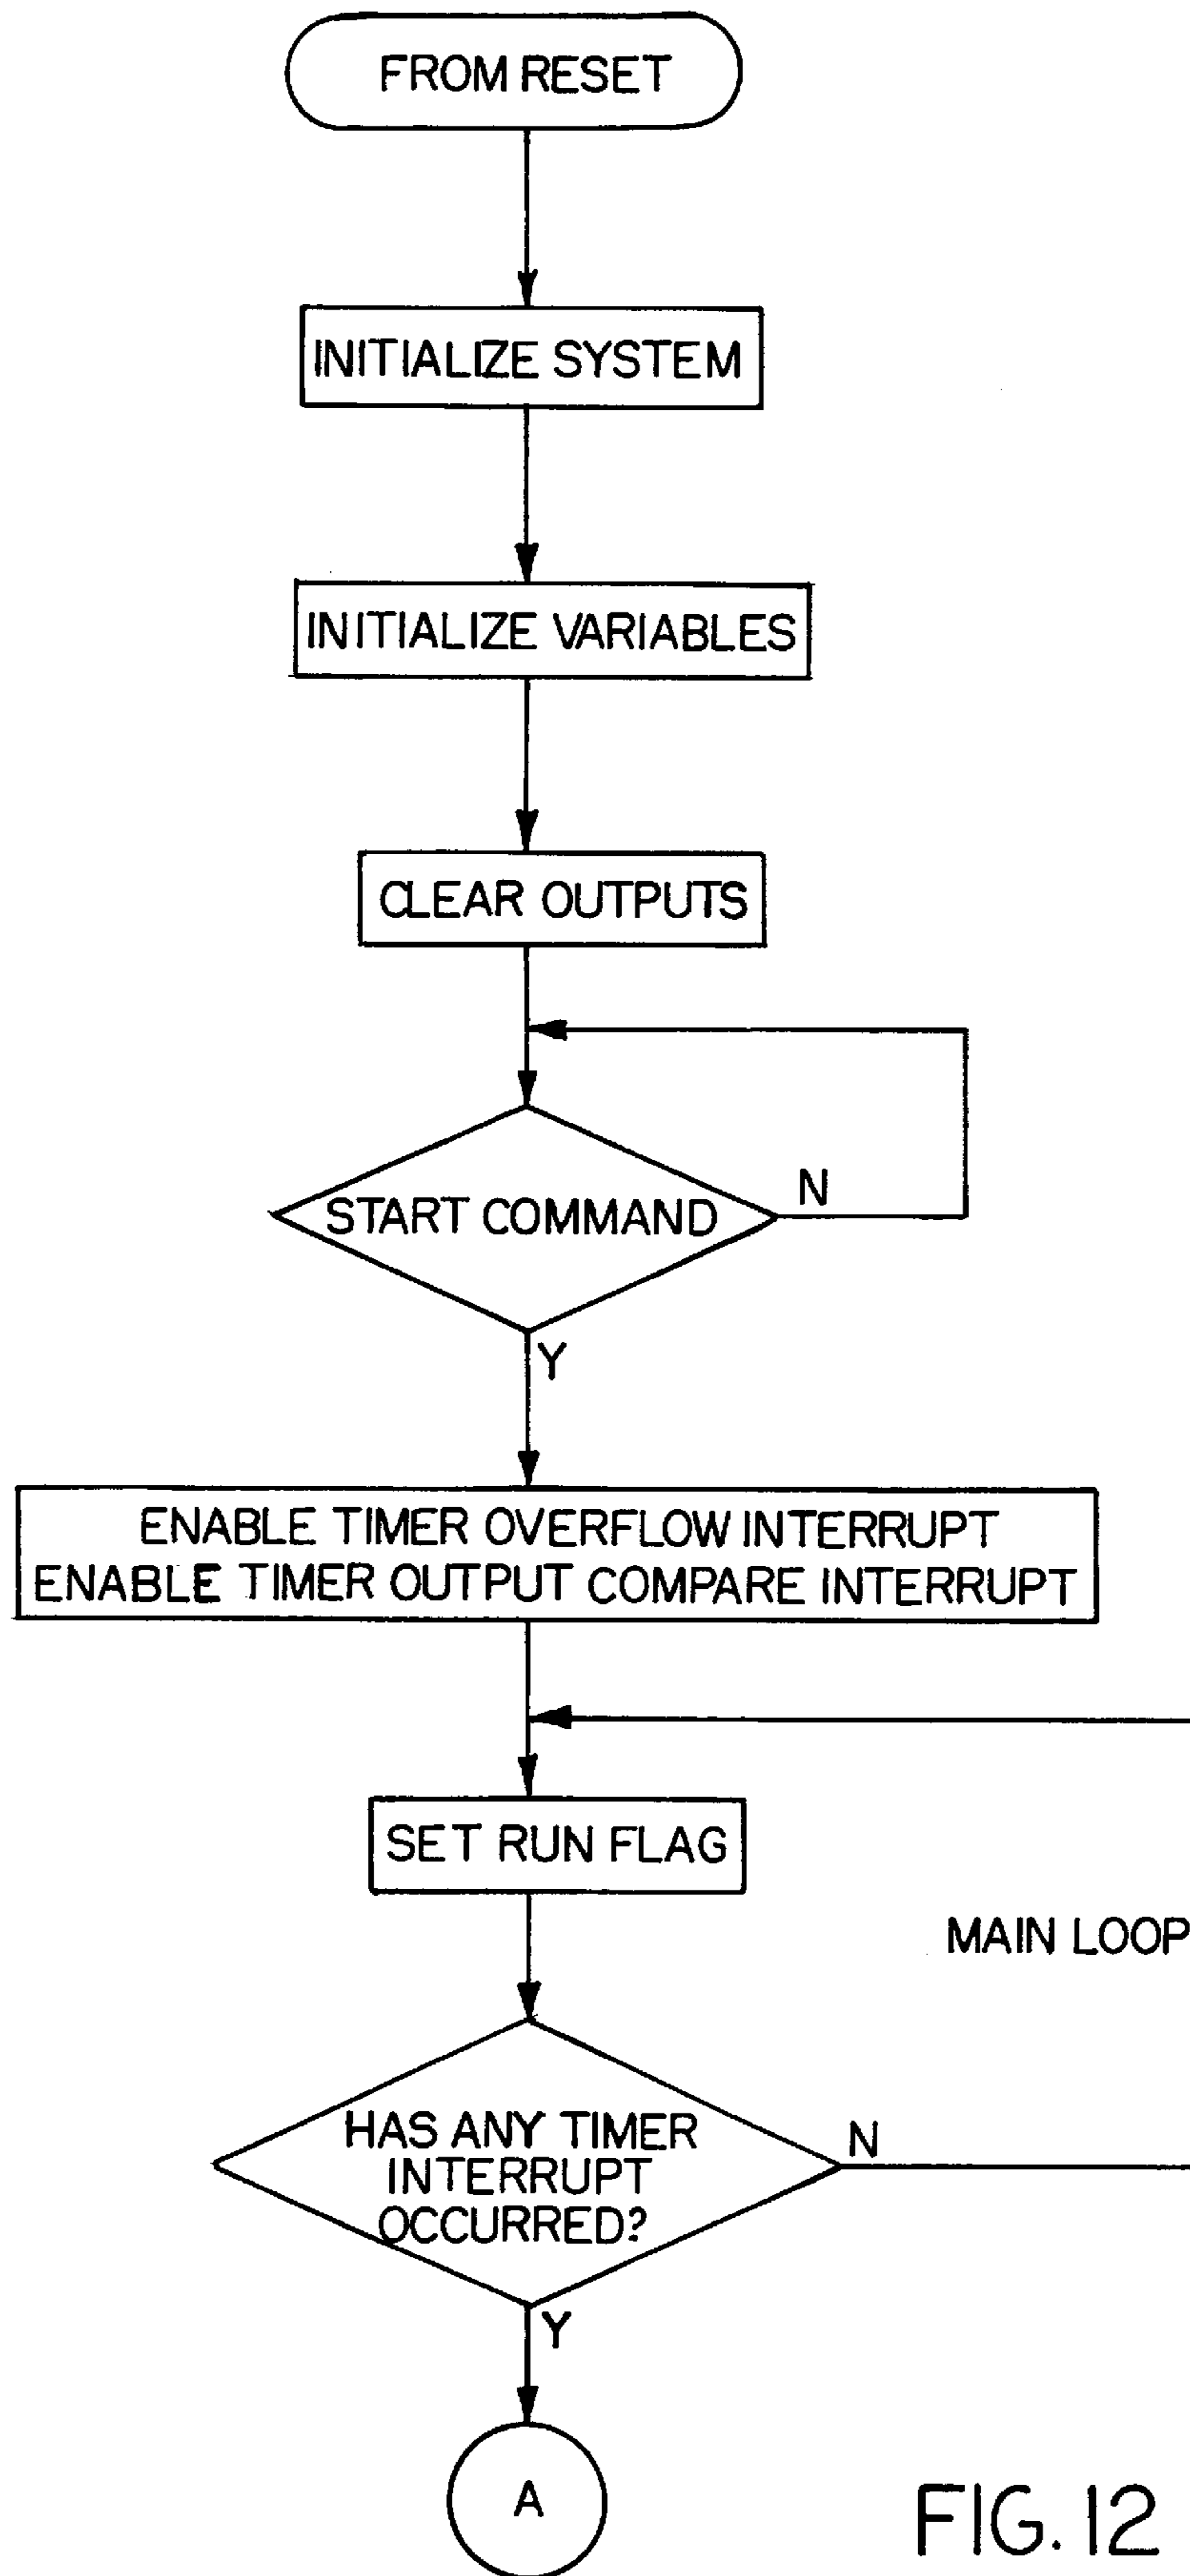 FROM RESET
INITIALIZE SYSTEM
INITIALIZE VARIABLES
CLEAR OUTPUTS
START COMMAND
N
Y
ENABLE TIMER OVERFLOW INTERRUPT
ENABLE TIMER OUTPUT COMPARE INTERRUPT
SET RUN FLAG
MAIN LOOP
HAS ANY TIMER
INTERRUPT
OCCURRED?
N
Y
A
FIG. 12